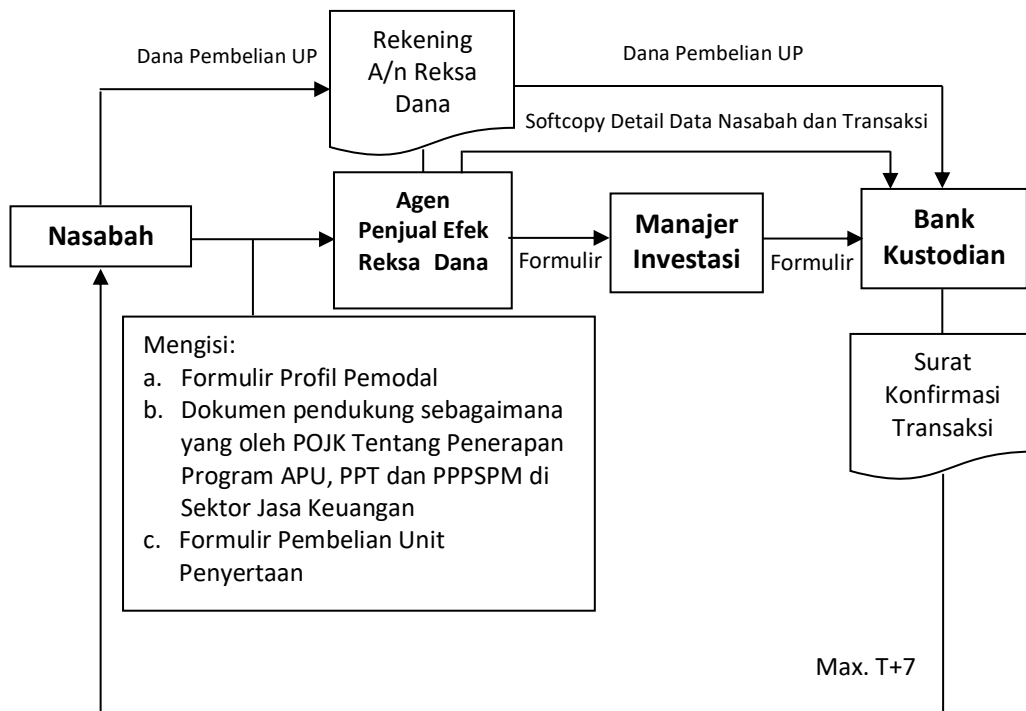 Dana Pembelian UP
Rekening
A/n Reksa
Dana
Dana Pembelian UP
Softcopy Detail Data Nasabah dan Transaksi
Nasabah
Agen
Penjual Efek
Reksa Dana
Formulir
Manajer
Investasi
Formulir
Bank
Kustodian
Mengisi:
a. Formulir Profil Pemodal
b. Dokumen pendukung sebagaimana
yang oleh POJK Tentang Penerapan
Program APU, PPT dan PPPSPM di
Sektor Jasa Keuangan
c. Formulir Pembelian Unit
Penyertaan
Surat
Konfirmasi
Transaksi
Max. T+7